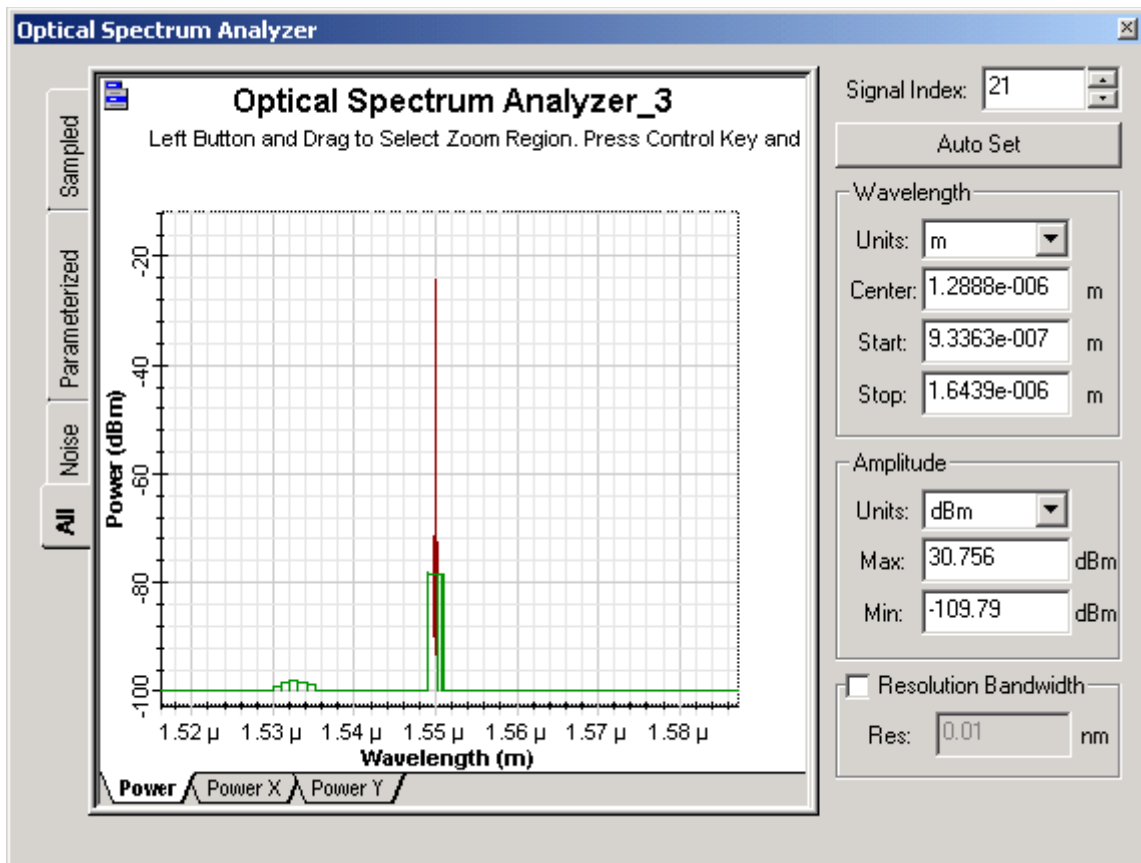 Optical Spectrum Analyzer
Sampled
Parameterized
Noise
All
Optical Spectrum Analyzer_3
Left Button and Drag to Select Zoom Region. Press Control Key and
Power (dBm)
-20
-40
-60
-80
-100
1.52 µ 1.53 µ 1.54 µ 1.55 µ 1.56 µ 1.57 µ 1.58 µ
Wavelength (m)
Power Power X Power Y
Signal Index: 21
Auto Set
Wavelength
Units: m
Center: 1.2888e-006 m
Start: 9.3363e-007 m
Stop: 1.6439e-006 m
Amplitude
Units: dBm
Max: 30.756 dBm
Min: -109.79 dBm
Resolution Bandwidth
Res: 0.01 nm